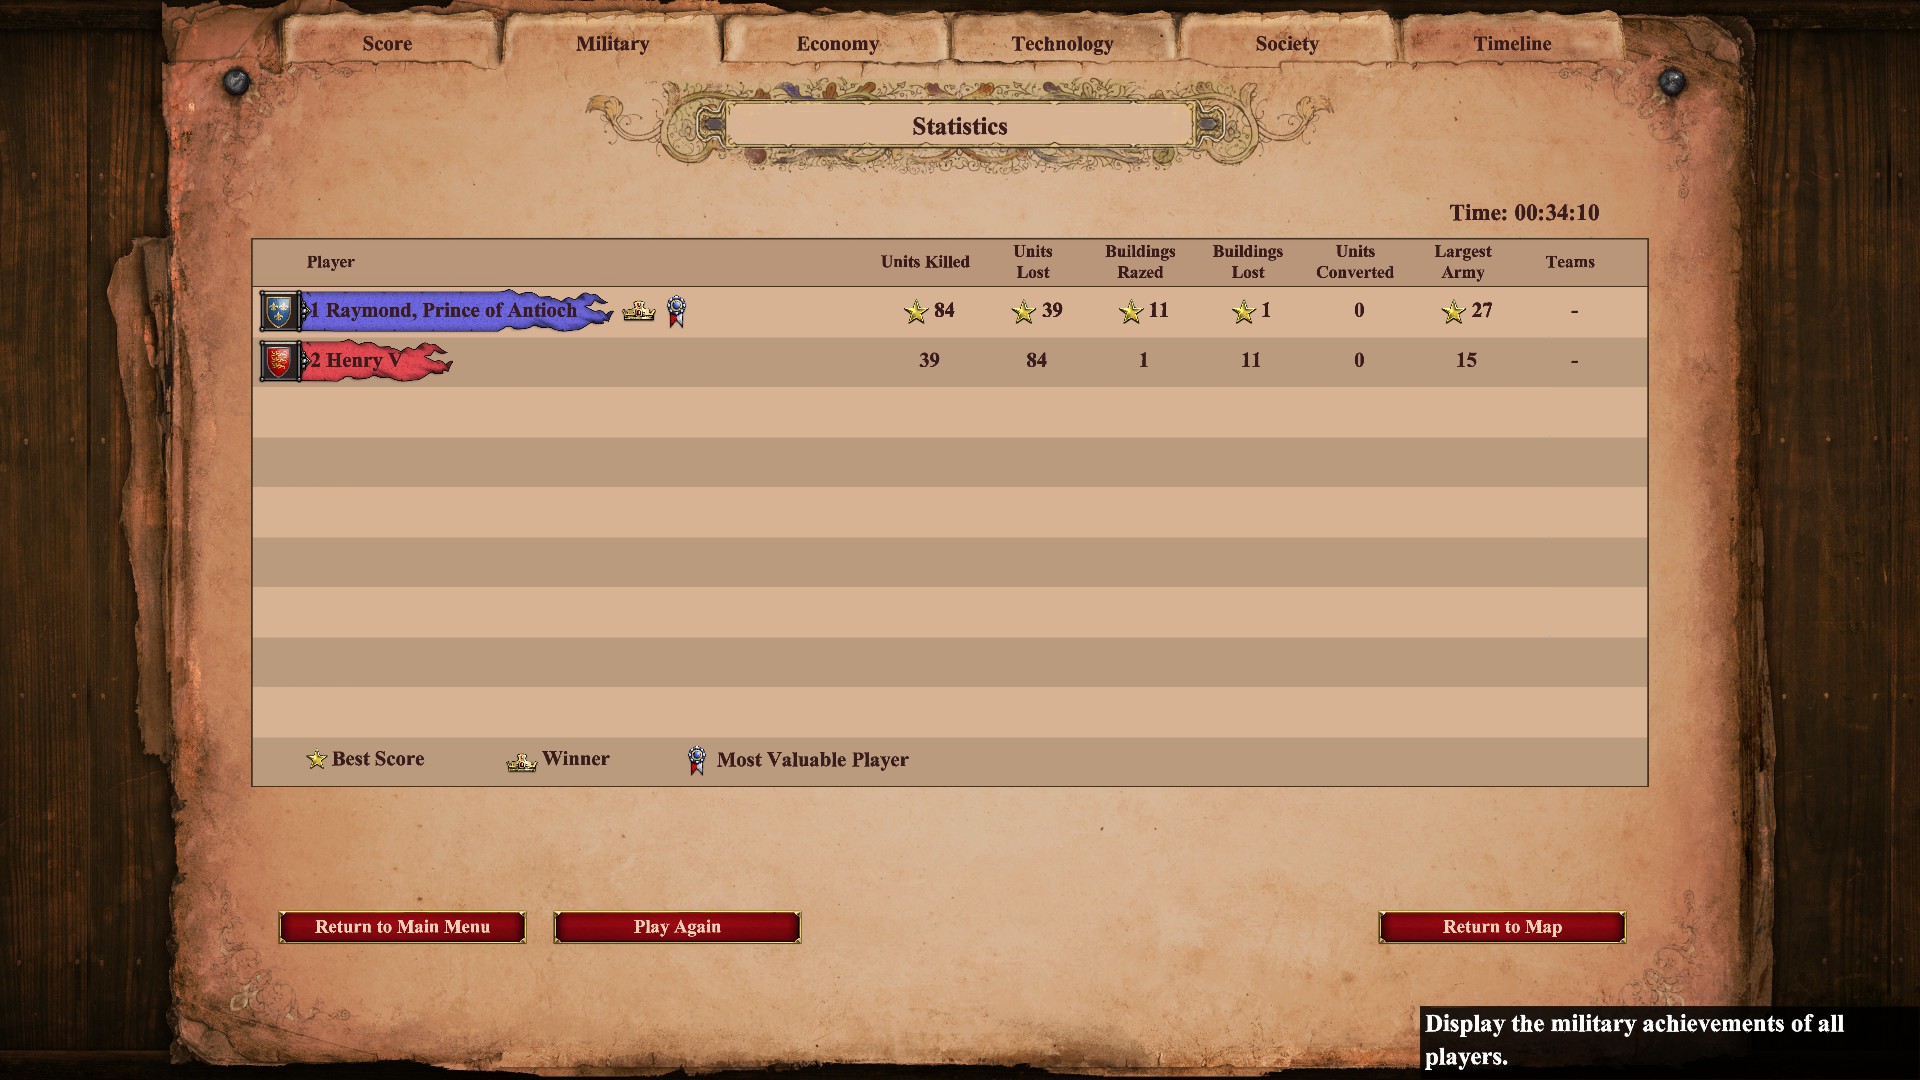 Score Military Economy Technology Society Timeline
Statistics
Time: 00:34:10
Player Units Killed Units Lost Buildings Razed Buildings Lost Units Converted Largest Army Teams
1 Raymond, Prince of Antioch 84 39 11 1 0 27 -
2 Henry V 39 84 1 11 0 15 -
Best Score Winner Most Valuable Player
Return to Main Menu Play Again Return to Map
Display the military achievements of all
players.